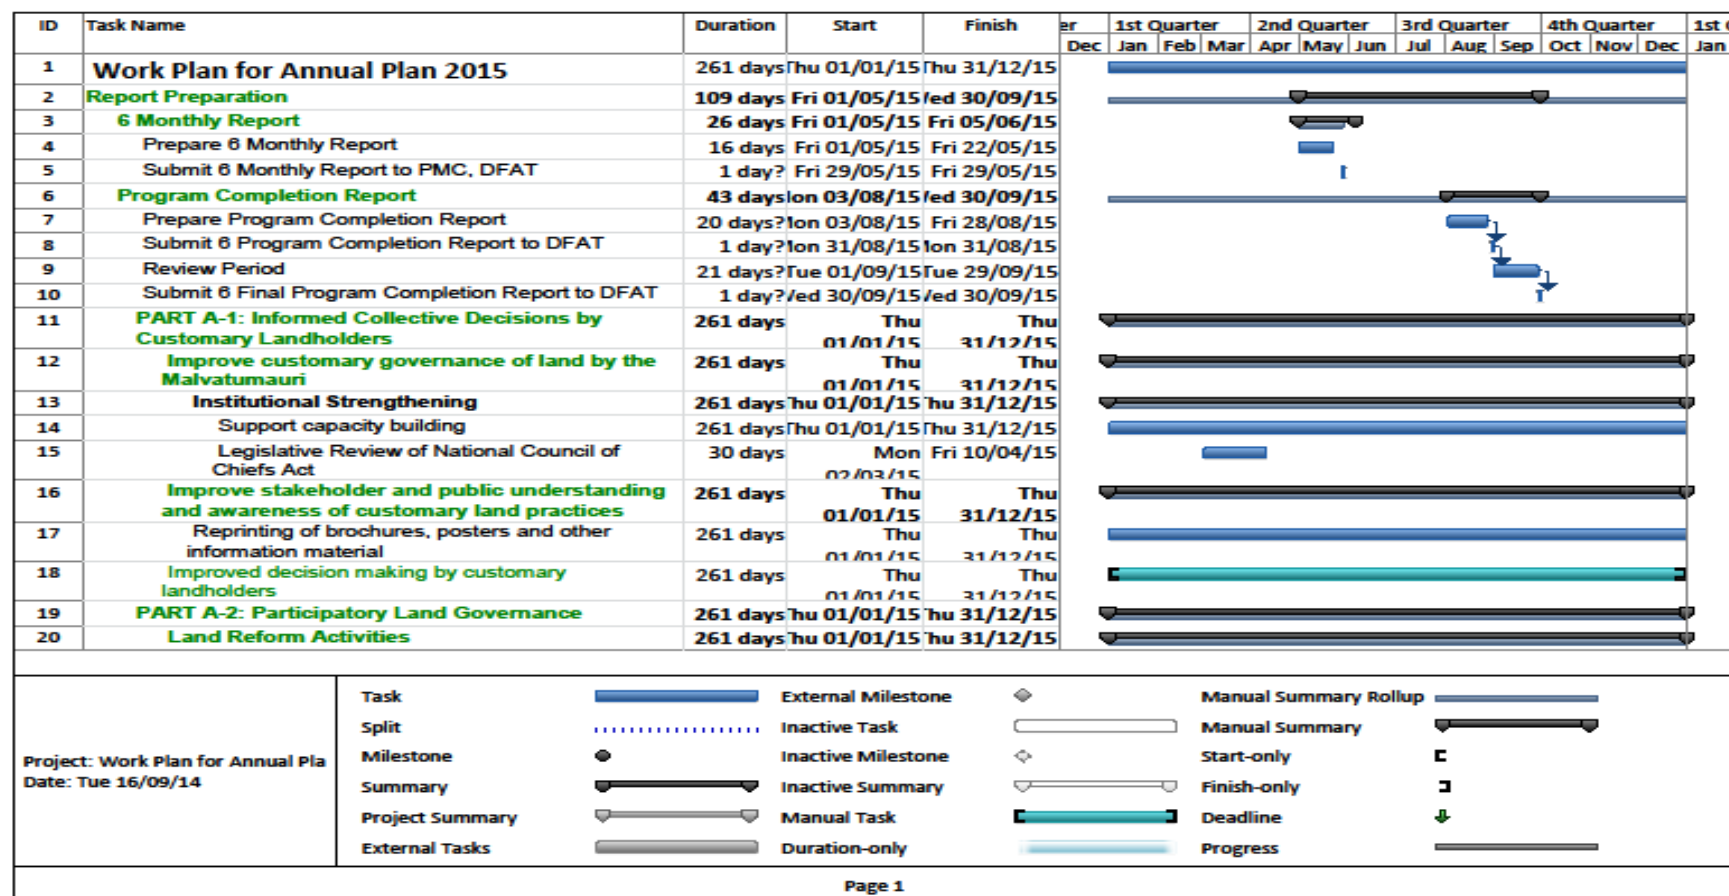 ID Task Name Duration Start Finish er 1st Quarter 2nd Quarter 3rd Quarter 4th Quarter 1st
Dec Jan Feb Mar Apr May Jun Jul Aug Sep Oct Nov Dec Jan
1 Work Plan for Annual Plan 2015 261 days Thu 01/01/15 Thu 31/12/15
2 Report Preparation 109 days Fri 01/05/15 Wed 30/09/15
3 6 Monthly Report 26 days Fri 01/05/15 Fri 05/06/15
4 Prepare 6 Monthly Report 16 days Fri 01/05/15 Fri 22/05/15
5 Submit 6 Monthly Report to PMC, DFAT 1 day? Fri 29/05/15 Fri 29/05/15
6 Program Completion Report 43 days Mon 03/08/15 Wed 30/09/15
7 Prepare Program Completion Report 20 days? Mon 03/08/15 Fri 28/08/15
8 Submit 6 Program Completion Report to DFAT 1 day? Mon 31/08/15 Mon 31/08/15
9 Review Period 21 days? Tue 01/09/15 Tue 29/09/15
10 Submit 6 Final Program Completion Report to DFAT 1 day? Wed 30/09/15 Wed 30/09/15
11 PART A-1: Informed Collective Decisions by 261 days Thu Thu
Customary Landholders 01/01/15 31/12/15
12 Improve customary governance of land by the 261 days Thu Thu
Malvatumauri 01/01/15 31/12/15
13 Institutional Strengthening 261 days Thu 01/01/15 Thu 31/12/15
14 Support capacity building 261 days Thu 01/01/15 Thu 31/12/15
15 Legislative Review of National Council of 30 days Mon Fri 10/04/15
Chiefs Act 02/03/15
16 Improve stakeholder and public understanding 261 days Thu Thu
and awareness of customary land practices 01/01/15 31/12/15
17 Reprinting of brochures, posters and other 261 days Thu Thu
information material 01/01/15 31/12/15
18 Improved decision making by customary 261 days Thu Thu
landholders 01/01/15 31/12/15
19 PART A-2: Participatory Land Governance 261 days Thu 01/01/15 Thu 31/12/15
20 Land Reform Activities 261 days Thu 01/01/15 Thu 31/12/15
Project: Work Plan for Annual Pla
Date: Tue 16/09/14
Task External Milestone Manual Summary Rollup
Split Inactive Task Manual Summary
Milestone Inactive Milestone Start-only
Summary Inactive Summary Finish-only
Project Summary Manual Task Deadline
External Tasks Duration-only Progress
Page 1